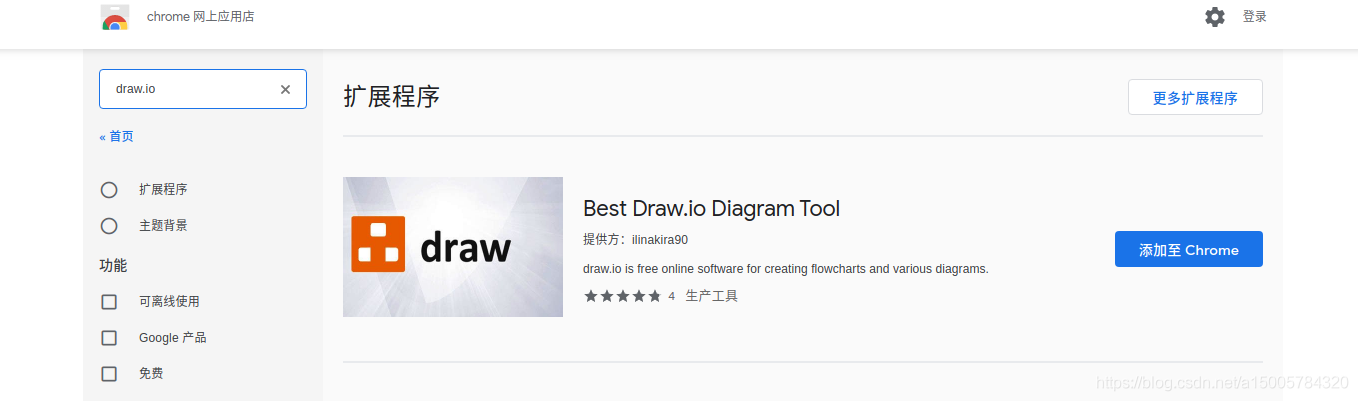 chrome 网上应用店
登录
draw.io
« 首页
扩展程序
主题背景
功能
可离线使用
Google 产品
免费
扩展程序
更多扩展程序
draw
Best Draw.io Diagram Tool
提供方：ilinakira90
draw.io is free online software for creating flowcharts and various diagrams.
4 生产工具
添加至 Chrome
https://blog.csdn.net/a15005784320